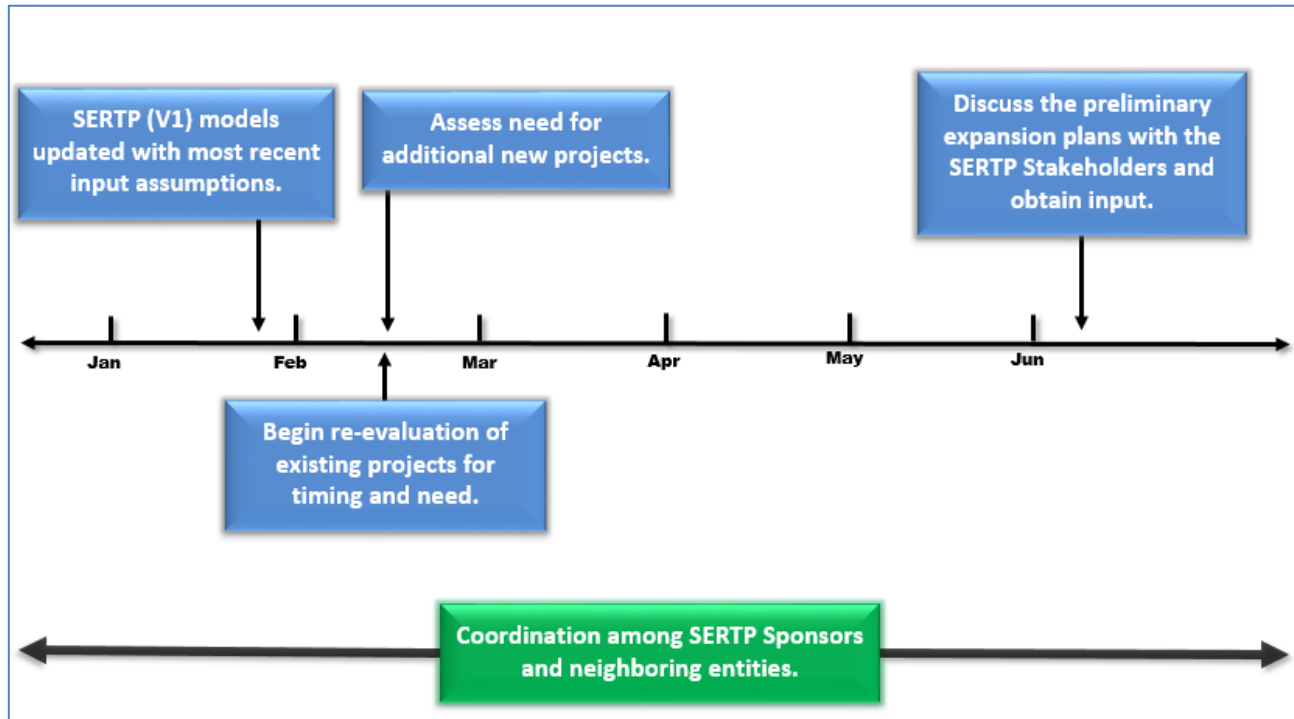 SERTP (V1) models
updated with most recent
input assumptions.
Assess need for
additional new projects.
Discuss the preliminary
expansion plans with the
SERTP Stakeholders and
obtain input.
Jan
Feb
Mar
Apr
May
Jun
Begin re-evaluation of
existing projects for
timing and need.
Coordination among SERTP Sponsors
and neighboring entities.